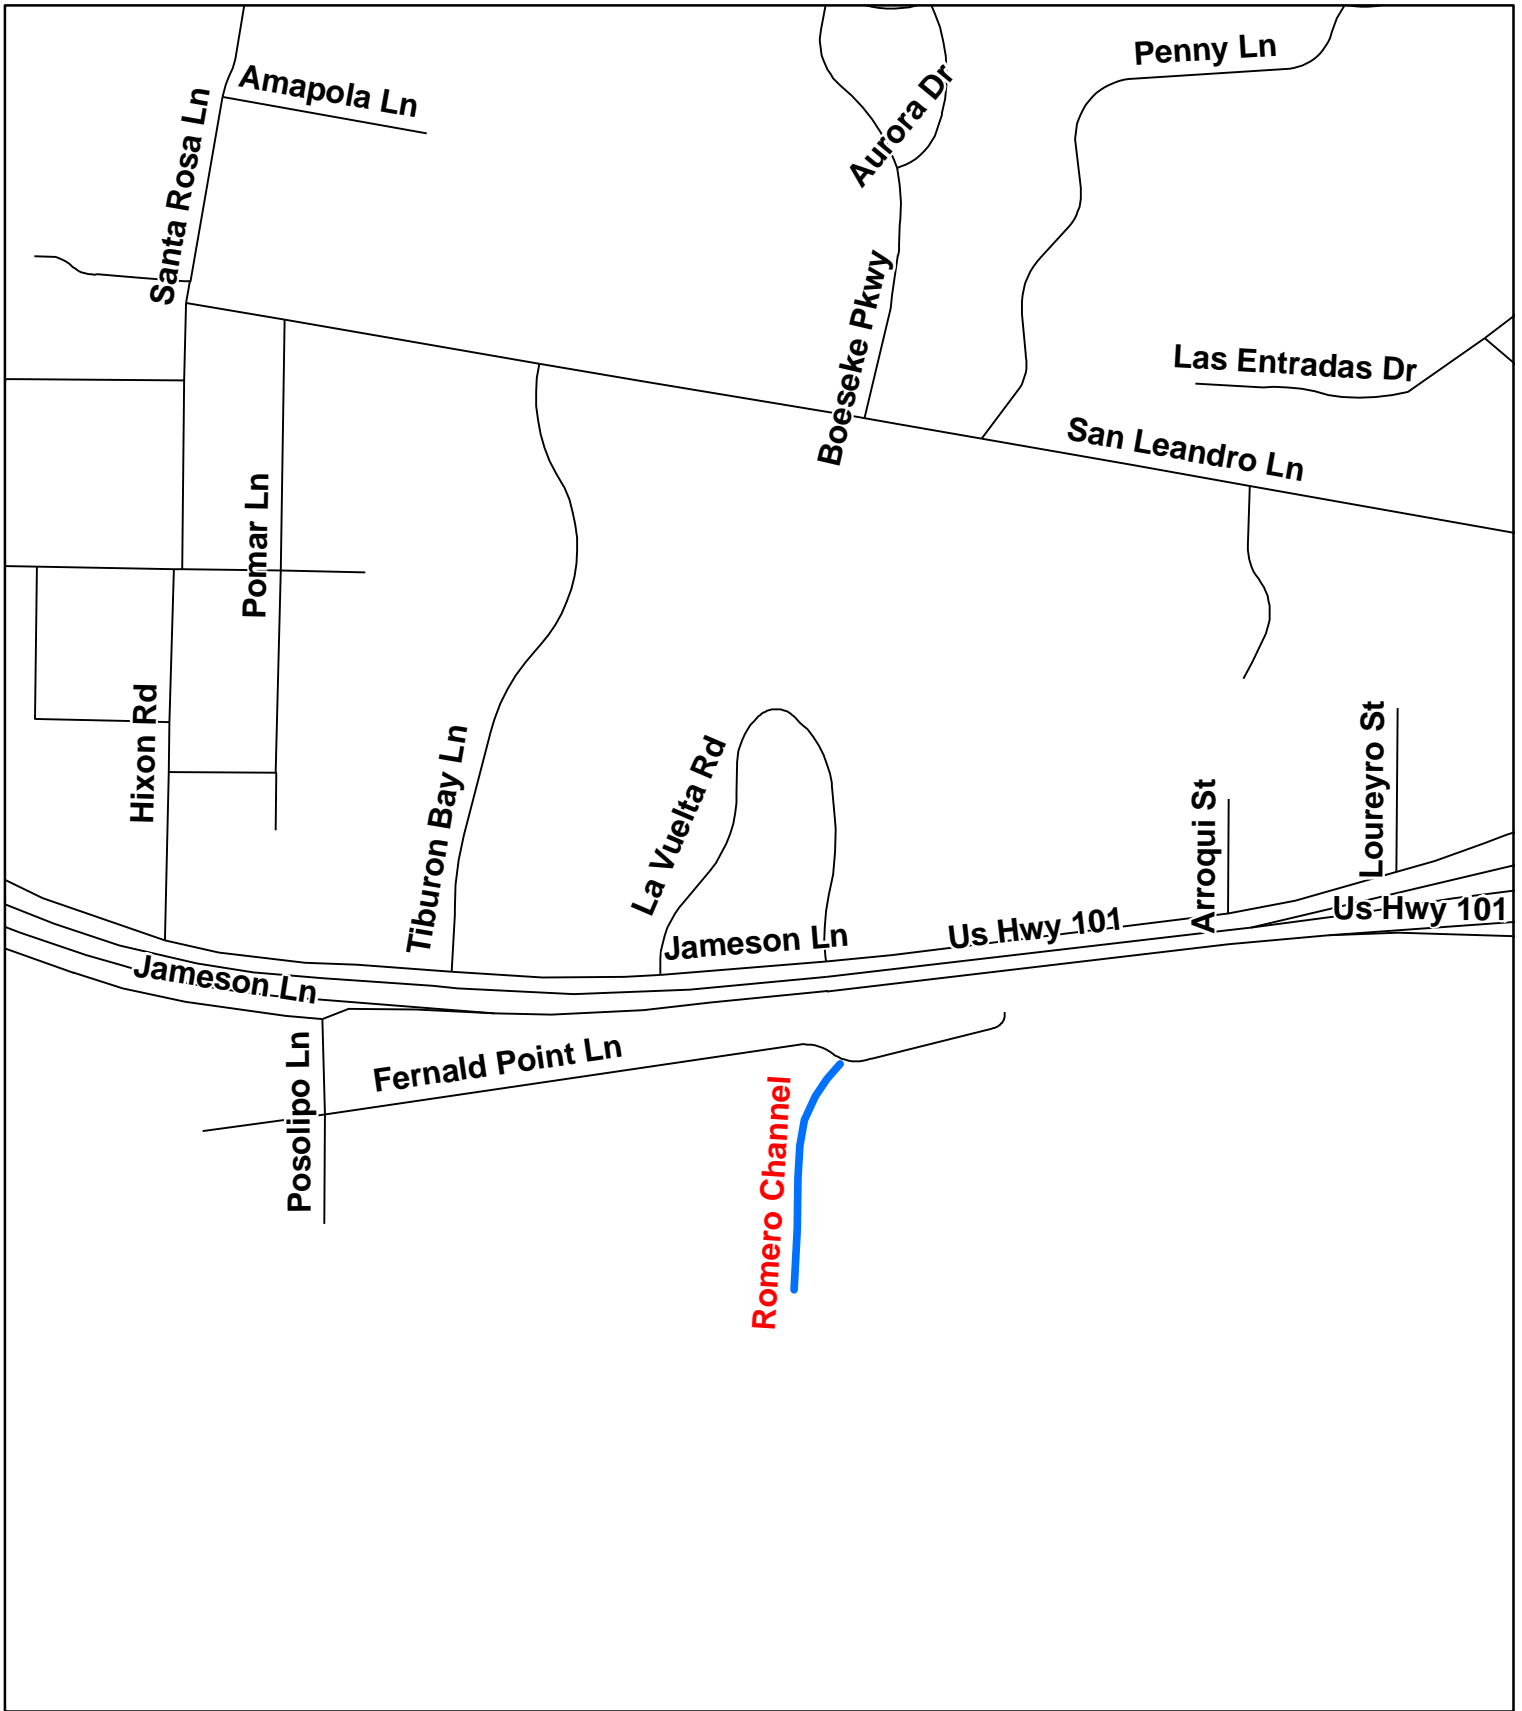 Penny Ln
Amapola Ln
Aurora Dr
Santa Rosa Ln
Boeseke Pkwy
Las Entradas Dr
San Leandro Ln
Pomar Ln
Hixon Rd
Tiburon Bay Ln
La Vuelta Rd
Loureyro St
Arroqui St
Us Hwy 101
Us Hwy 101
Jameson Ln
Jameson Ln
Fernald Point Ln
Posolipo Ln
Romero Channel